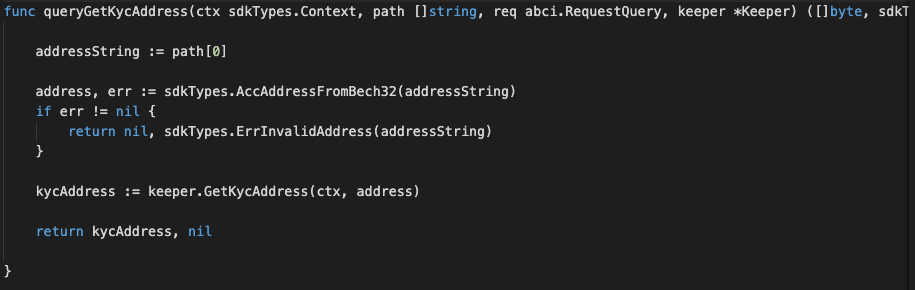 func queryGetKycAddress(ctx sdkTypes.Context, path []string, req abci.RequestQuery, keeper *Keeper) ([]byte, sdkT
addressString := path[0]
address, err := sdkTypes.AccAddressFromBech32(addressString)
if err != nil {
return nil, sdkTypes.ErrInvalidAddress(addressString)
}
kycAddress := keeper.GetKycAddress(ctx, address)
return kycAddress, nil
}